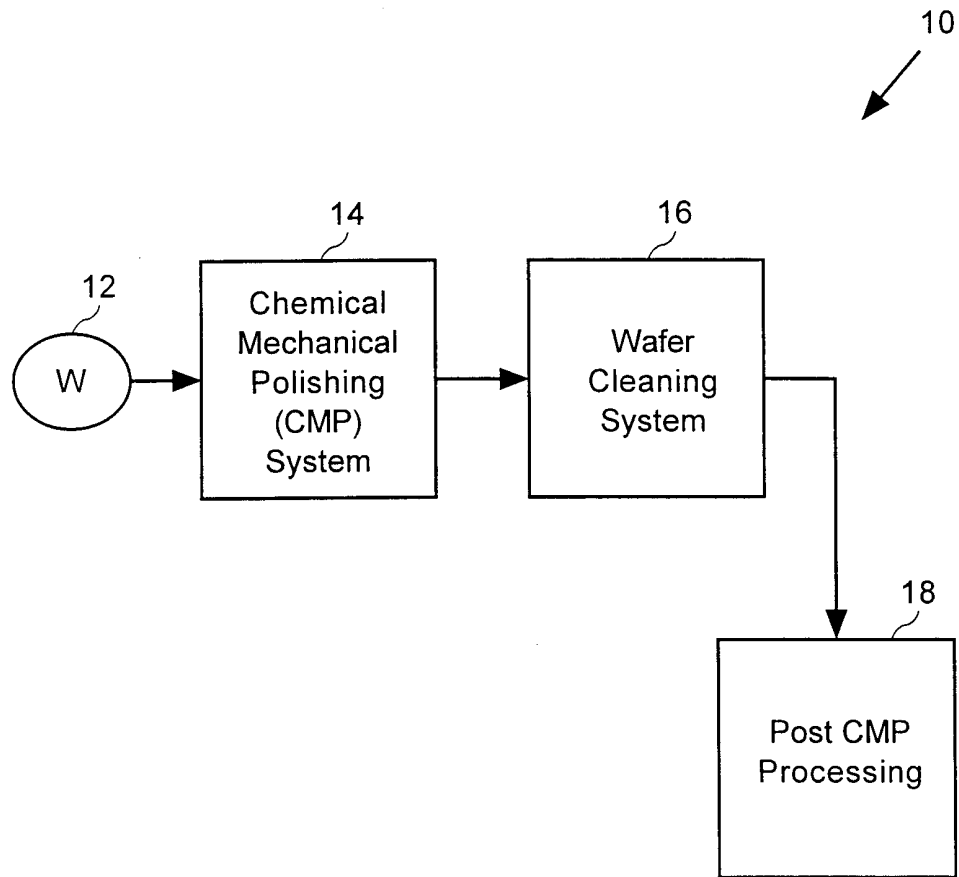 10
14
16
12
W
Chemical
Mechanical
Polishing
(CMP)
System
Wafer
Cleaning
System
18
Post CMP
Processing